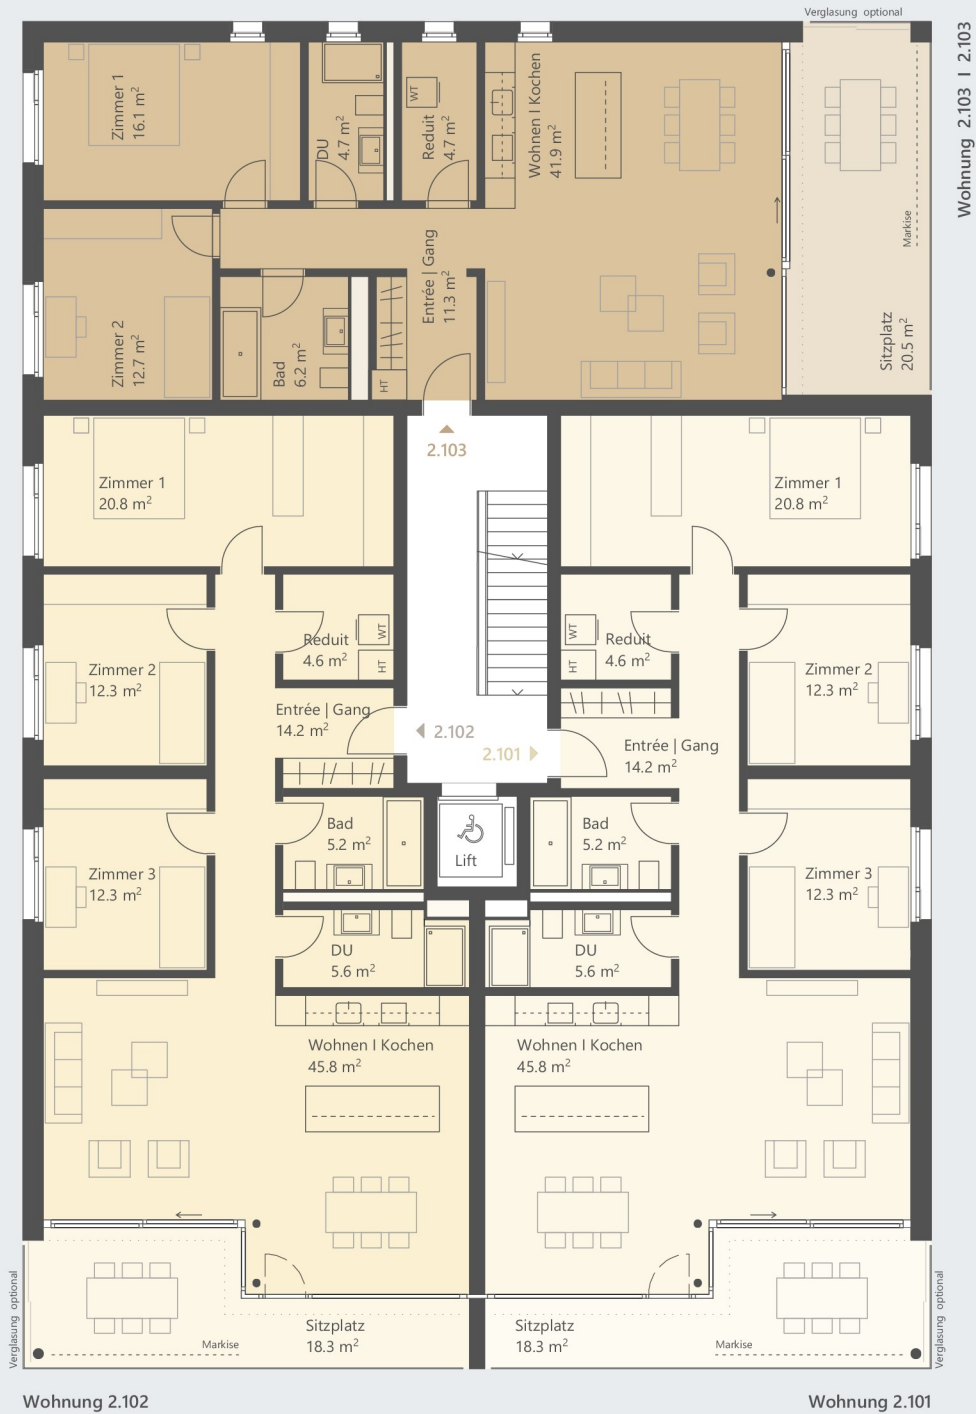 Verglasung optional
Wohnung 2.103 I 2.103
Zimmer 1
16.1 m²
DU
4.7 m²
WT
Reduit
4.7 m²
Wohnen I Kochen
41.9 m²
Markise
Sitzplatz
20.5 m²
Zimmer 2
12.7 m²
Bad
6.2 m²
HT
Entrée | Gang
11.3 m²
2.103
Zimmer 1
20.8 m²
Zimmer 1
20.8 m²
Reduit
4.6 m²
WT
HT
WT
HT
Reduit
4.6 m²
Zimmer 2
12.3 m²
Zimmer 2
12.3 m²
Entrée | Gang
14.2 m²
2.102
2.101
Entrée | Gang
14.2 m²
Bad
5.2 m²
Lift
Bad
5.2 m²
Zimmer 3
12.3 m²
Zimmer 3
12.3 m²
DU
5.6 m²
DU
5.6 m²
Wohnen I Kochen
45.8 m²
Wohnen I Kochen
45.8 m²
Verglasung optional
Markise
Sitzplatz
18.3 m²
Sitzplatz
18.3 m²
Markise
Verglasung optional
Wohnung 2.102
Wohnung 2.101